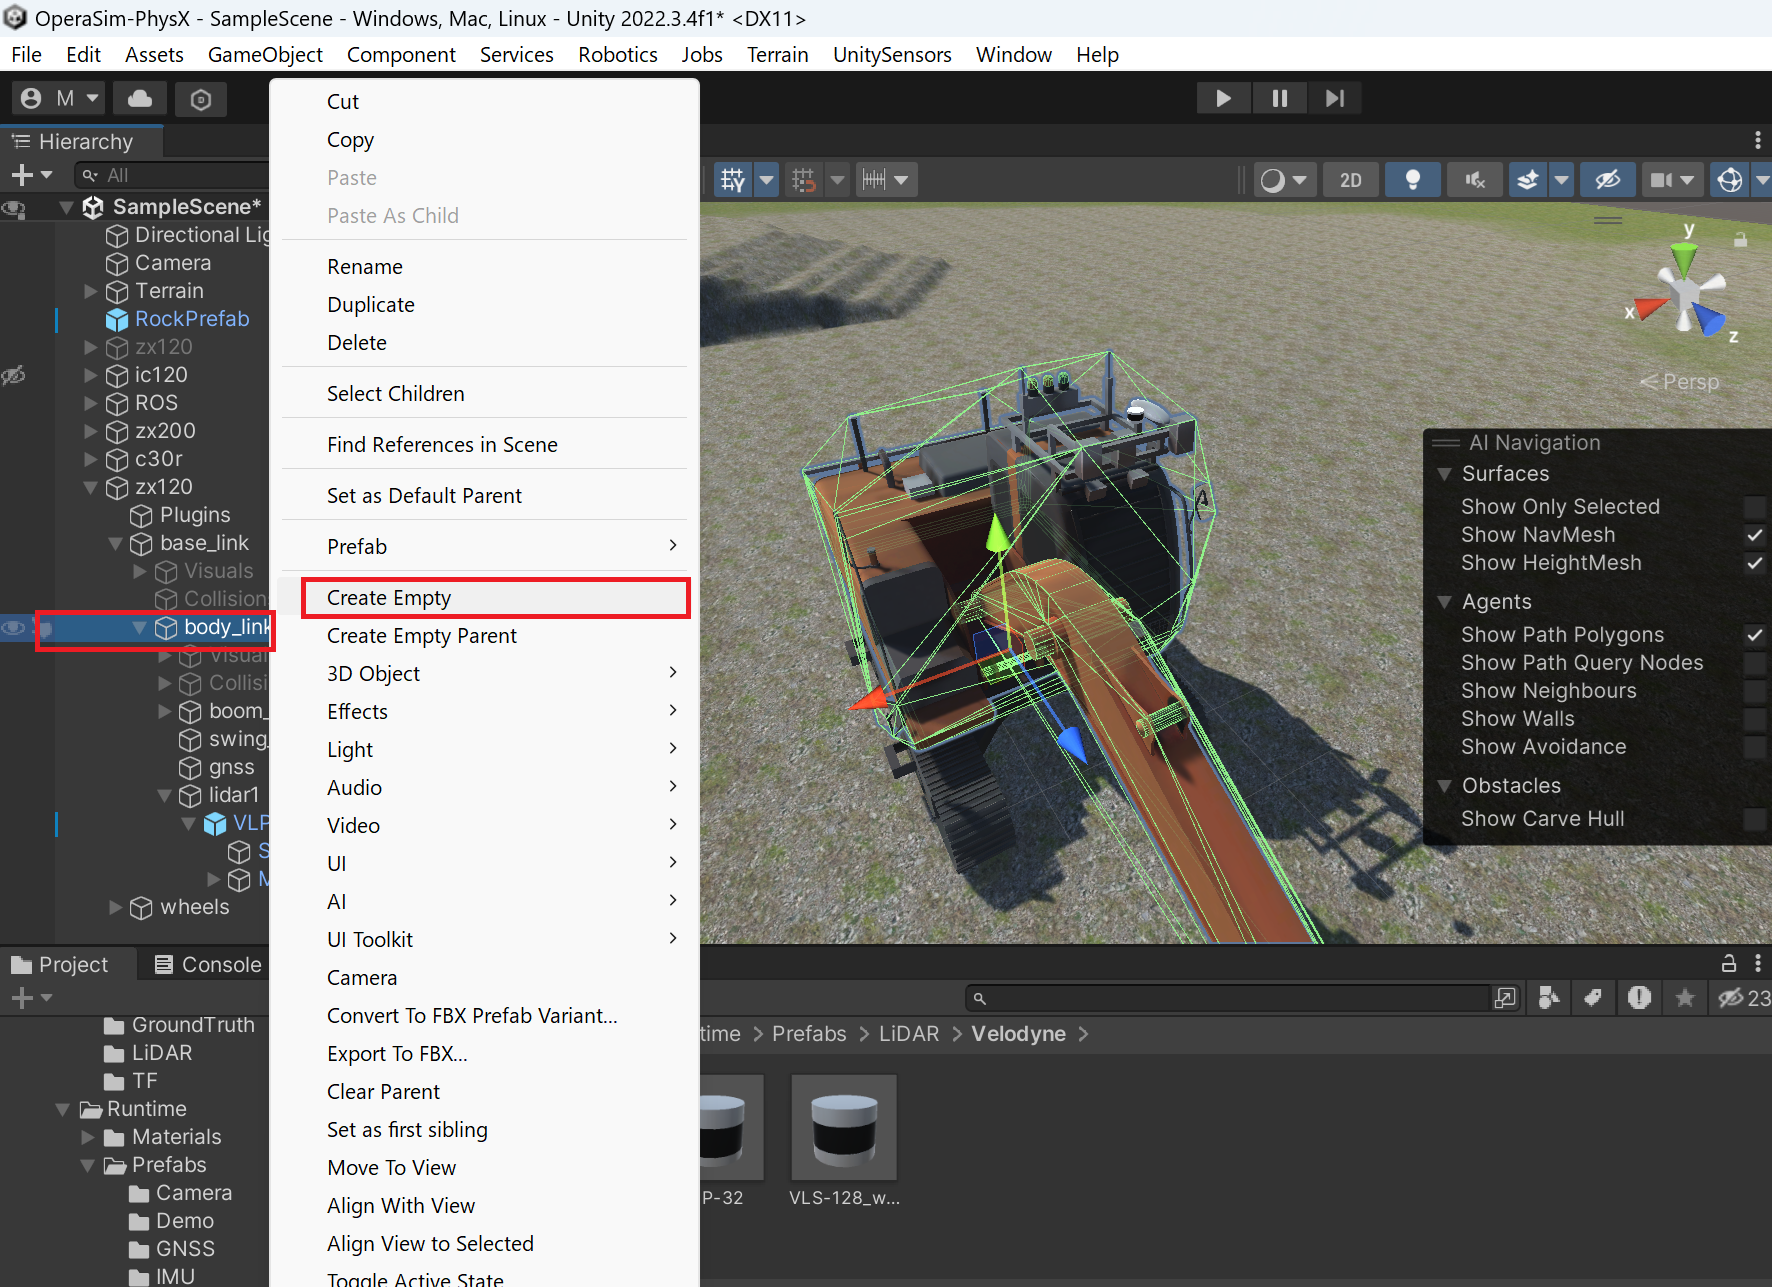 OperaSim-PhysX - SampleScene - Windows, Mac, Linux - Unity 2022.3.4f1* <DX11>
File Edit Assets GameObject Component Services Robotics Jobs Terrain UnitySensors Window Help
M
Hierarchy
All
SampleScene*
Directional Lig
Camera
Terrain
RockPrefab
zx120
ic120
ROS
zx200
c30r
zx120
Plugins
base_link
Visuals
Collision
body_link
Visual
Collisi
boom_
swing_
gnss
lidar1
VLP
S
M
wheels
Cut
Copy
Paste
Paste As Child
Rename
Duplicate
Delete
Select Children
Find References in Scene
Set as Default Parent
Prefab
Create Empty
Create Empty Parent
3D Object
Effects
Light
Audio
Video
UI
AI
UI Toolkit
Camera
Convert To FBX Prefab Variant...
Export To FBX...
Clear Parent
Set as first sibling
Move To View
Align With View
Align View to Selected
Toggle Active State
2D
y
x
z
< Persp
AI Navigation
Surfaces
Show Only Selected
Show NavMesh
Show HeightMesh
Agents
Show Path Polygons
Show Path Query Nodes
Show Neighbours
Show Walls
Show Avoidance
Obstacles
Show Carve Hull
Project Console
GroundTruth
LiDAR
TF
Runtime
Materials
Prefabs
Camera
Demo
GNSS
IMU
23
time > Prefabs > LiDAR > Velodyne >
P-32
VLS-128_w...